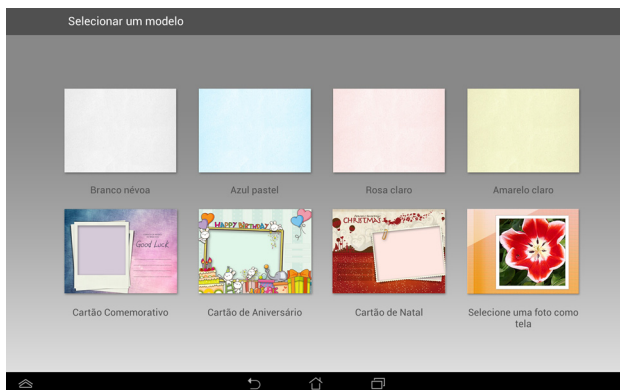 Selecionar um modelo
Branco névoa
Azul pastel
Rosa claro
Amarelo claro
Good Luck
HAPPY BIRTHDAY
CHRISTMAS
Cartão Comemorativo
Cartão de Aniversário
Cartão de Natal
Selecione uma foto como
tela